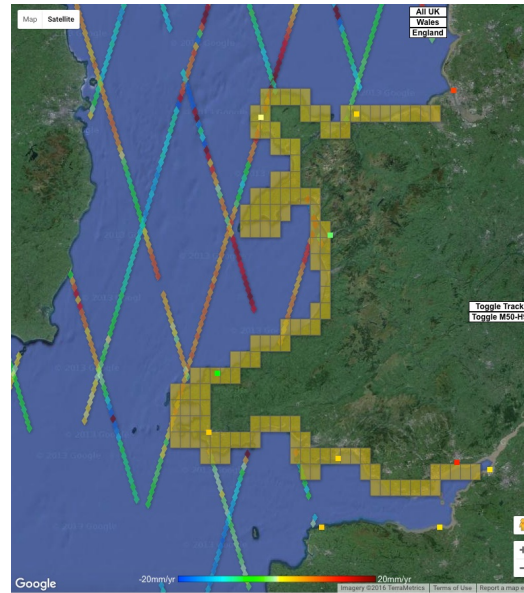 All UK
Map Satellite
Wales
England
Toggle Track
Toggle M50-H
-20mm/yr
20mm/yr
Google
Imagery ©2016 TerraMetrics
Terms of Use
Report a map